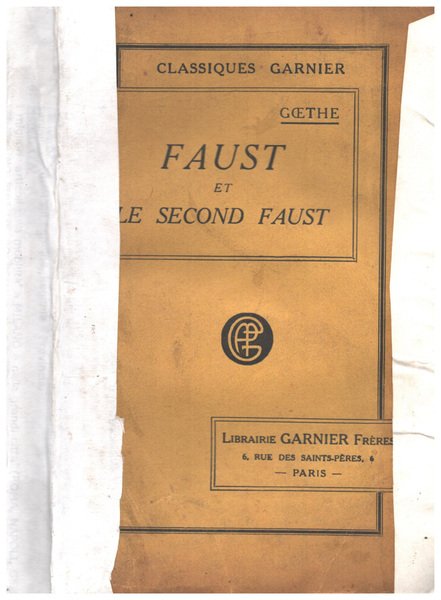 CLASSIQUES GARNIER
GŒTHE
FAUST
ET
LE SECOND FAUST
LIBRAIRIE GARNIER FRÈRES
6, RUE DES SAINTS-PÈRES, 6
— PARIS —